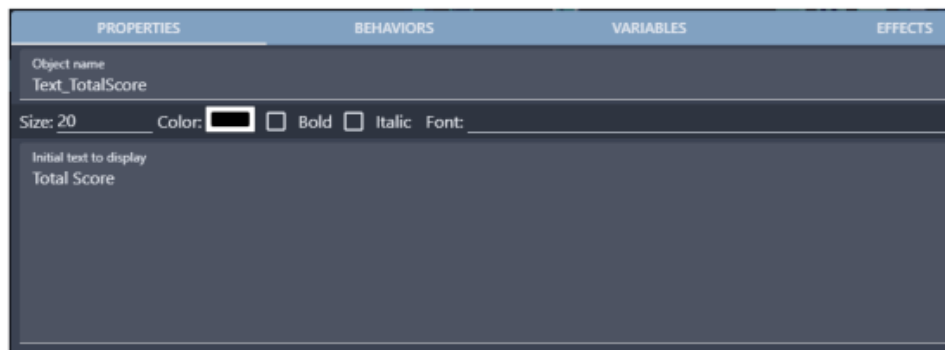 PROPERTIES BEHAVIORS VARIABLES EFFECTS
Object name
Text_TotalScore
Size: 20 Color: Bold Italic Font:
Initial text to display
Total Score